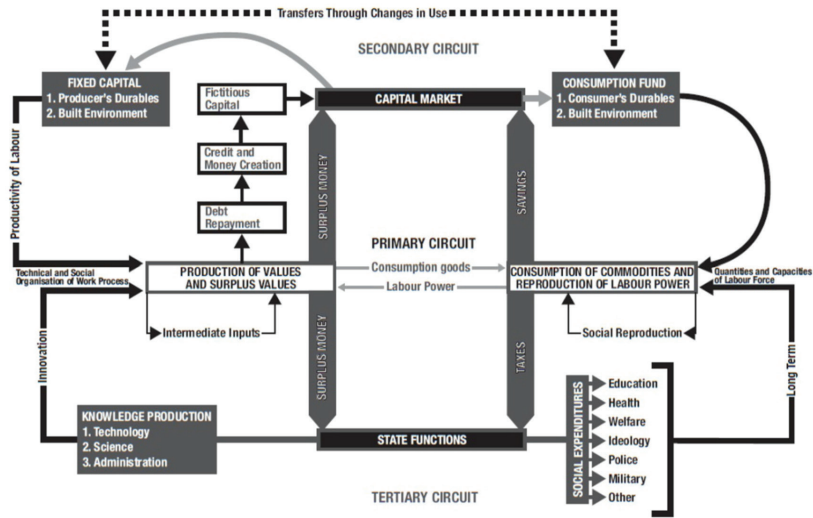 Transfers Through Changes in Use
SECONDARY CIRCUIT
FIXED CAPITAL
1. Producer's Durables
2. Built Environment
Fictitious
Capital
CAPITAL MARKET
CONSUMPTION FUND
1. Consumer's Durables
2. Built Environment
Productivity of Labour
Credit and
Money Creation
SURPLUS MONEY
SAVINGS
Debt
Repayment
PRIMARY CIRCUIT
Technical and Social
Organisation of Work Process
PRODUCTION OF VALUES
AND SURPLUS VALUES
Consumption goods
Labour Power
CONSUMPTION OF COMMODITIES AND
REPRODUCTION OF LABOUR POWER
Quantities and Capacities
of Labour Force
Intermediate Inputs
Social Reproduction
Innovation
SURPLUS MONEY
TAXES
Long Term
KNOWLEDGE PRODUCTION
1. Technology
2. Science
3. Administration
STATE FUNCTIONS
SOCIAL EXPENDITURES
Education
Health
Welfare
Ideology
Police
Military
Other
TERTIARY CIRCUIT